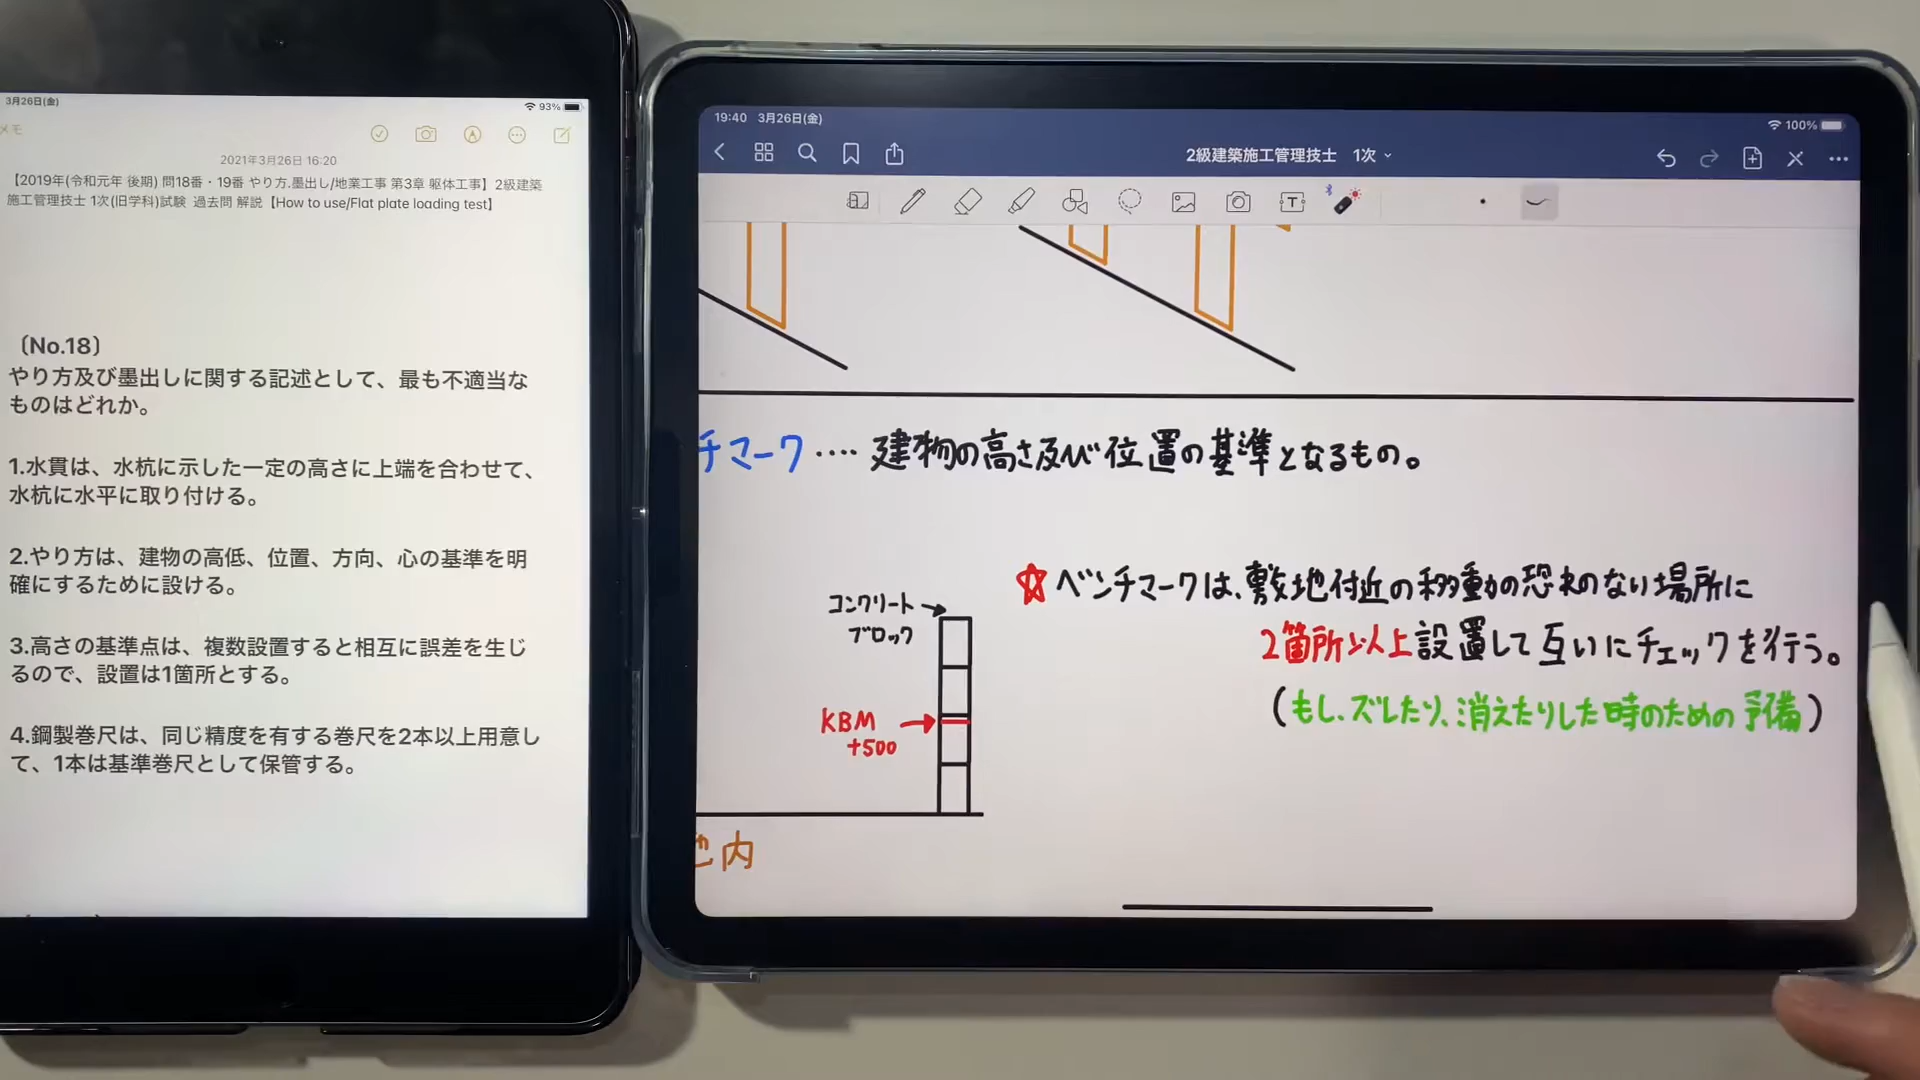 3月26日(金)
93%
メモ
2021年3月26日 16:20
【2019年(令和元年 後期) 問18番・19番 やり方.墨出し/地業工事 第3章 躯体工事】2級建築
施工管理技士 1次(旧学科)試験 過去問 解説【How to use/Flat plate loading test】
〔No.18〕
やり方及び墨出しに関する記述として、最も不適当な
ものはどれか。
1.水貫は、水杭に示した一定の高さに上端を合わせて、
水杭に水平に取り付ける。
2.やり方は、建物の高低、位置、方向、心の基準を明
確にするために設ける。
3.高さの基準点は、複数設置すると相互に誤差を生じ
るので、設置は1箇所とする。
4.鋼製巻尺は、同じ精度を有する巻尺を2本以上用意し
て、1本は基準巻尺として保管する。
19:40 3月26日(金)
100%
2級建築施工管理技士 1次
チマーク‥‥建物の高さ及び位置の基準となるもの。
☆ベンチマークは、敷地付近の移動の恐れのない場所に
2箇所以上設置して互いにチェックを行う。
(もし、ズレたり、消えたりした時のための予備)
コンクリート
ブロック
KBM
+500
内